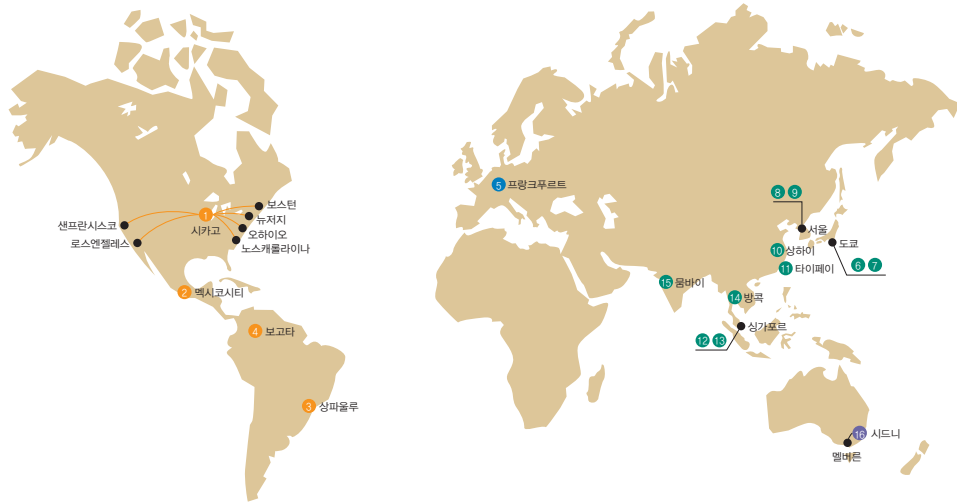 보스턴
샌프란시스코
1
뉴저지
시카고
오하이오
로스엔젤레스
노스캐롤라이나
2 멕시코시티
4 보고타
3 상파울루
5 프랑크푸르트
8 9
서울
도쿄
10 상하이
6 7
11 타이페이
15 뭄바이
14 방콕
싱가포르
12 13
16 시드니
멜버른